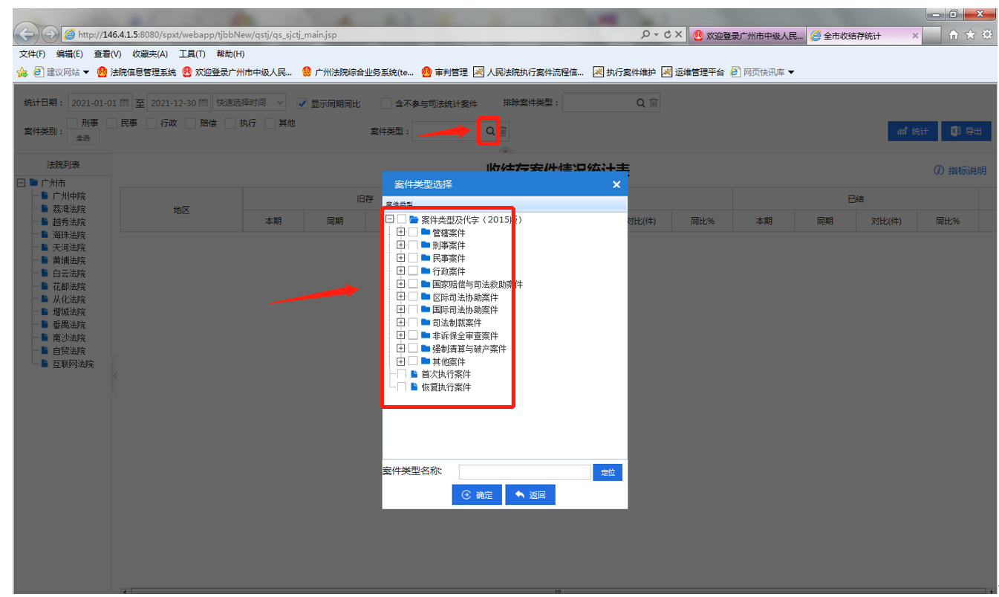 http://146.4.1.5:8080/spxt/webapp/tjbbNew/qstj/qs_sjctj_main.jsp
欢迎登录广州市中级人民...
全市收结存统计
文件(F) 编辑(E) 查看(V) 收藏夹(A) 工具(T) 帮助(H)
建议网站 法院信息管理系统 欢迎登录广州市中级人民... 广州法院综合业务系统(te... 审判管理 人民法院执行案件流程信... 执行案件维护 运维管理平台 网页快讯库
统计日期： 2021-01-01 至 2021-12-30 快速选择时间 显示同期同比 含不参与司法统计案件 排除案件类型：
案件类别： 刑事 民事 行政 赔偿 执行 其他 全选 案件类型： 统计 导出
法院列表
收结存案件情况统计表
指标说明
广州市
广州中院
荔湾法院
越秀法院
海珠法院
天河法院
黄埔法院
白云法院
花都法院
从化法院
增城法院
番禺法院
南沙法院
自贸法院
互联网法院
地区 旧存 已结
本期 同期 对比(件) 同比% 本期 同期 对比(件) 同比%
案件类型选择
案件类型
案件类型及代字（2015版）
管辖案件
刑事案件
民事案件
行政案件
国家赔偿与司法救助案件
区际司法协助案件
国际司法协助案件
司法制裁案件
非诉保全审查案件
强制清算与破产案件
其他案件
首次执行案件
恢复执行案件
案件类型名称: 定位
确定 返回